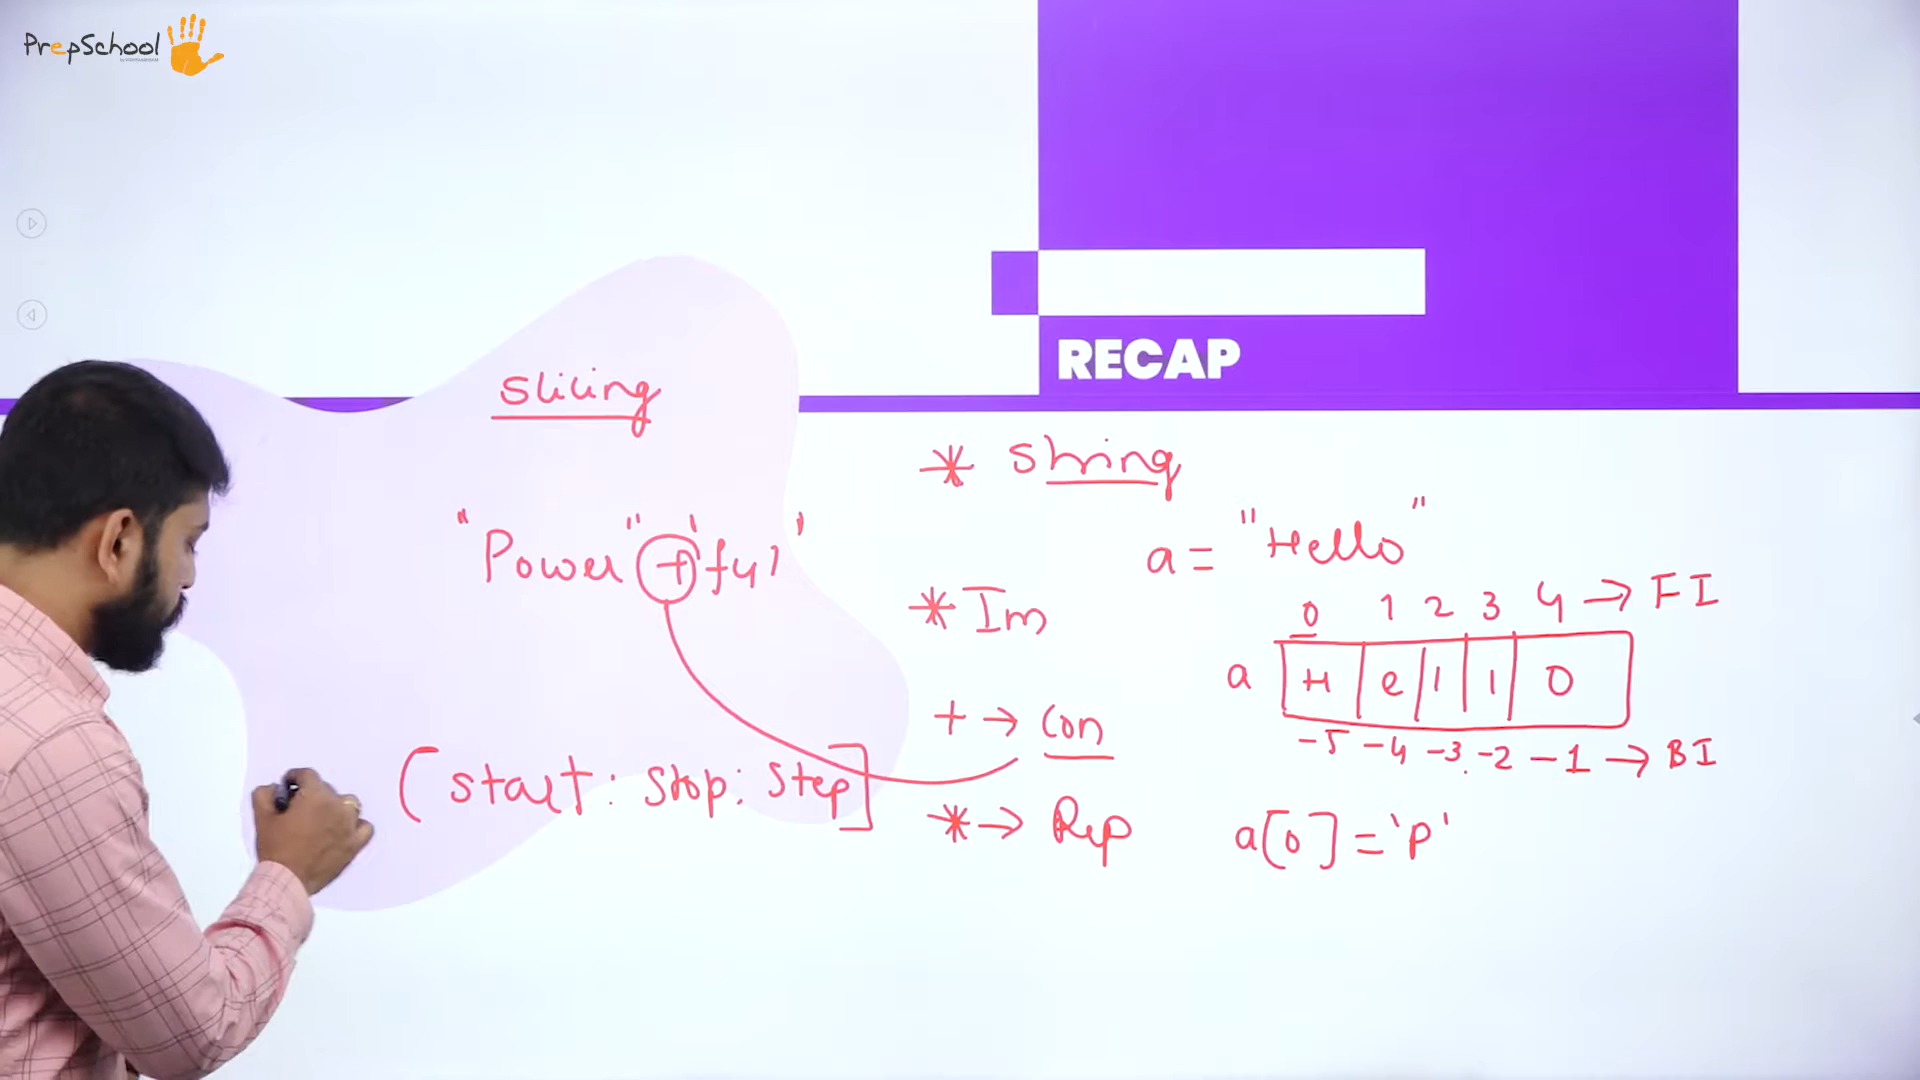 PrepSchool
RECAP
Slicing
"Power" + 'ful'
[start: Stop: Step]
* String
a = "Hello"
* Im
+ → Con
* → Rep
0 1 2 3 4 → FI
a H e l l o
-5 -4 -3 -2 -1 → BI
a[0] = 'P'